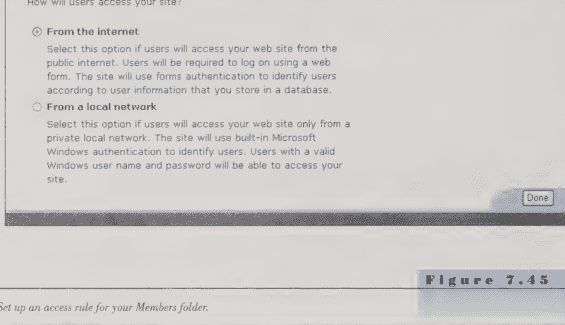 How will users access your site?
From the internet
Select this option if users will access your web site from the
public internet. Users will be required to log on using a web
form. The site will use forms authentication to identify users
according to user information that you store in a database.
From a local network
Select this option if users will access your web site only from a
private local network. The site will use built-in Microsoft
Windows authentication to identify users. Users with a valid
Windows user name and password will be able to access your
site.
Done
Figure 7.45
Set up an access rule for your Members folder.